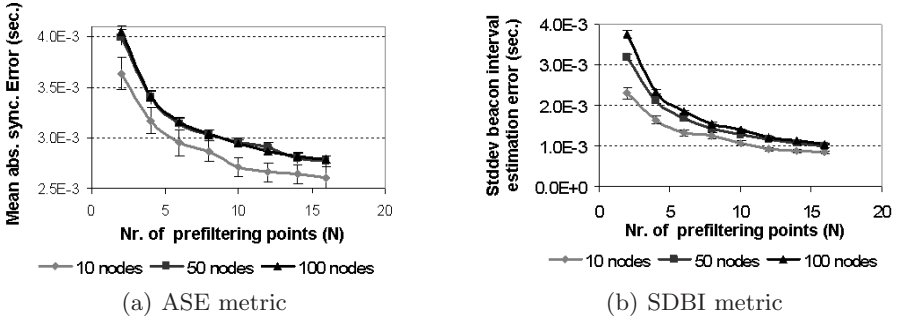 Mean abs. sync. Error (sec.)
4.0E-3
3.5E-3
3.0E-3
2.5E-3
0 5 10 15 20
Nr. of prefiltering points (N)
10 nodes 50 nodes 100 nodes
(a) ASE metric
Stddev beacon interval
estimation error (sec.)
4.0E-3
3.0E-3
2.0E-3
1.0E-3
0.0E+0
0 5 10 15 20
Nr. of prefiltering points (N)
10 nodes 50 nodes 100 nodes
(b) SDBI metric